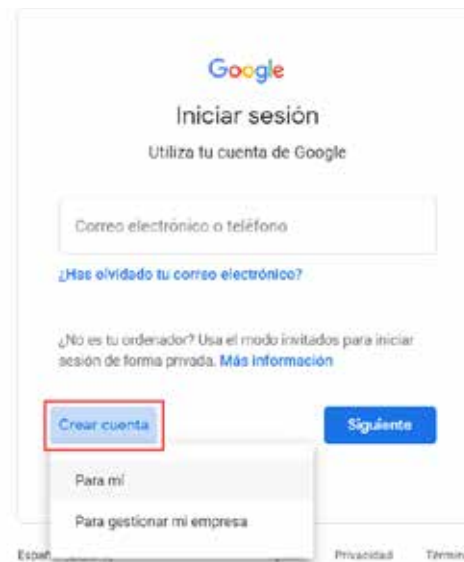 Google
Iniciar sesión
Utiliza tu cuenta de Google
Correo electrónico o teléfono
¿Has olvidado tu correo electrónico?
¿No es tu ordenador? Usa el modo invitados para iniciar
sesión de forma privada. Más información
Crear cuenta
Siguiente
Para mí
Para gestionar mi empresa
Privacidad